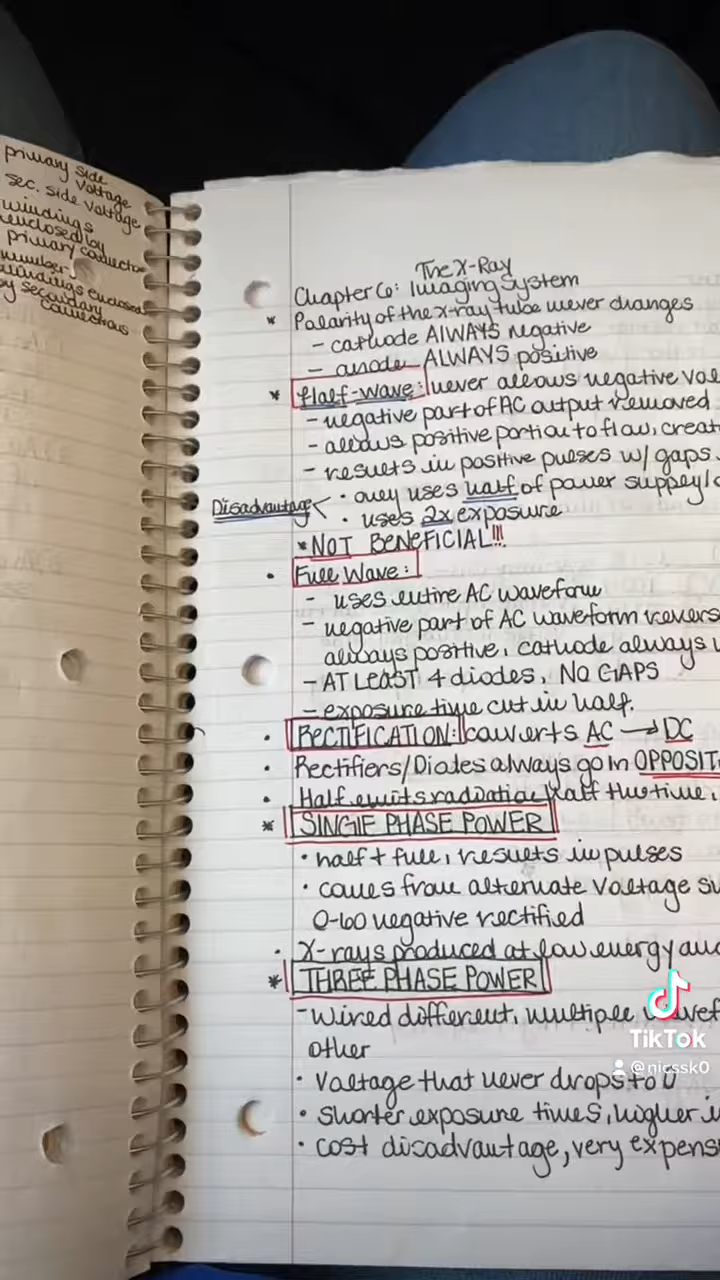 primary side
voltage
sec. side voltage
windings
enclosed by
primary conductor
number
windings enclosed
by secondary
conductors
The X-Ray
Chapter 6: Imaging System
* Polarity of the x-ray tube never changes
- cathode ALWAYS negative
- anode ALWAYS positive
* Half-wave: never allows negative
- negative part of AC output removed
- allows positive portion to flow,
- results in positive pulses w/ gaps
Disadvantage < • only uses half of power supply
• uses 2x exposure
* NOT BENEFICIAL!!!
• Full Wave:
- uses entire AC waveform
- negative part of AC waveform
always positive, cathode always
- AT LEAST 4 diodes, NO GAPS
- exposure time cut in half.
• RECTIFICATION: converts AC → DC
• Rectifiers/Diodes always go in
• Half emits radiation half the time,
* SINGLE PHASE POWER
• half + full, results in pulses
• comes from alternate voltage
0-60 negative rectified
• X-rays produced at low energy
* THREE PHASE POWER
- Wired different, multiple
other
• Voltage that never drops to 0
• shorter exposure times, higher
• cost disadvantage, very
TikTok
@nicssk0